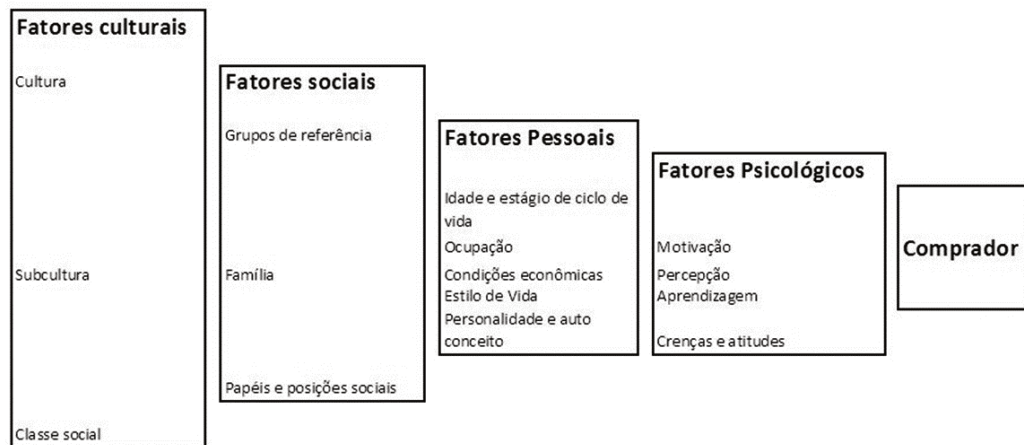 Fatores culturais
Cultura
Subcultura
Classe social
Fatores sociais
Grupos de referência
Família
Papéis e posições sociais
Fatores Pessoais
Idade e estágio de ciclo de
vida
Ocupação
Condições econômicas
Estilo de Vida
Personalidade e auto
conceito
Fatores Psicológicos
Motivação
Percepção
Aprendizagem
Crenças e atitudes
Comprador